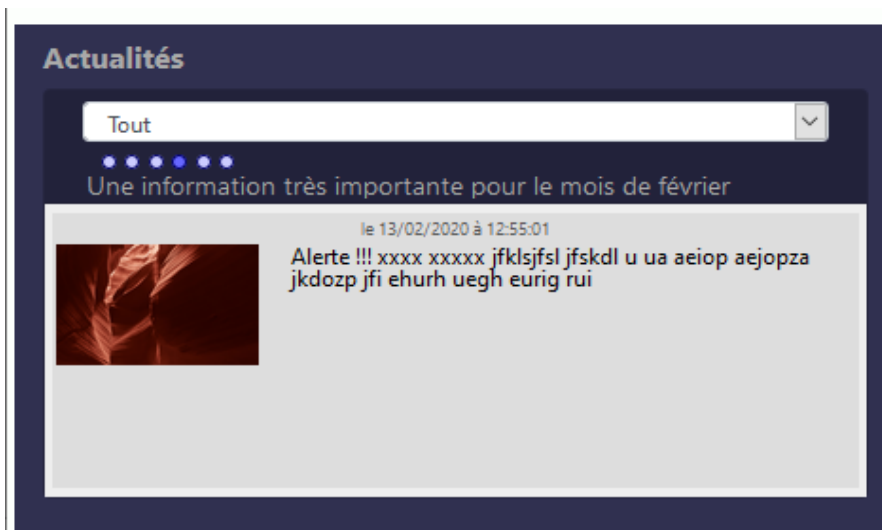 Actualités
Tout
Une information très importante pour le mois de février
le 13/02/2020 à 12:55:01
Alerte !!! xxxx xxxxx jfklsjfsl jfskdl u ua aeiop aejopza
jkdozp jfi ehurh uegh eurig rui